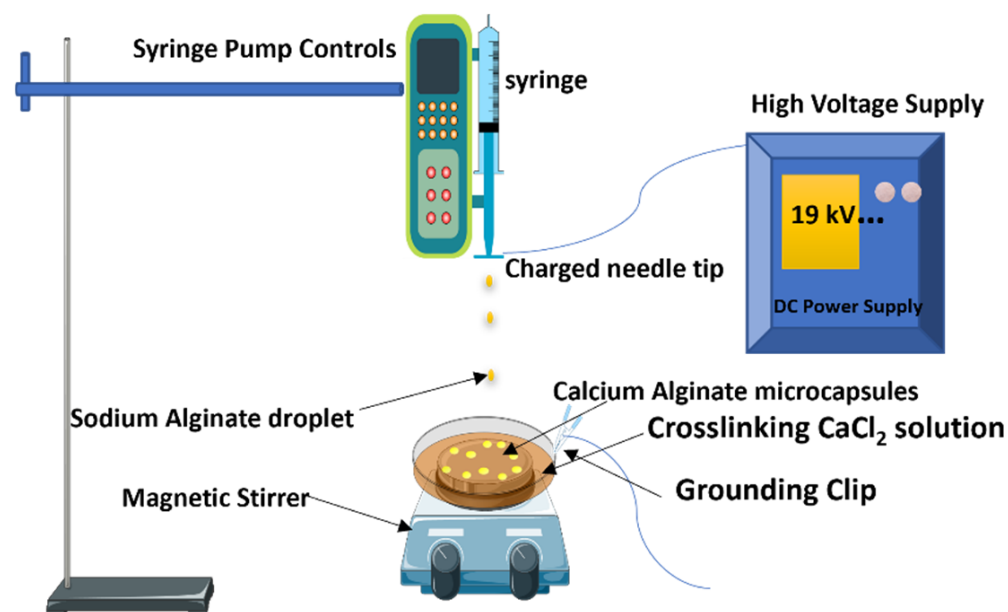 Syringe Pump Controls
syringe
High Voltage Supply
19 kV...
Charged needle tip
DC Power Supply
Calcium Alginate microcapsules
Sodium Alginate droplet
Crosslinking CaCl₂ solution
Grounding Clip
Magnetic Stirrer